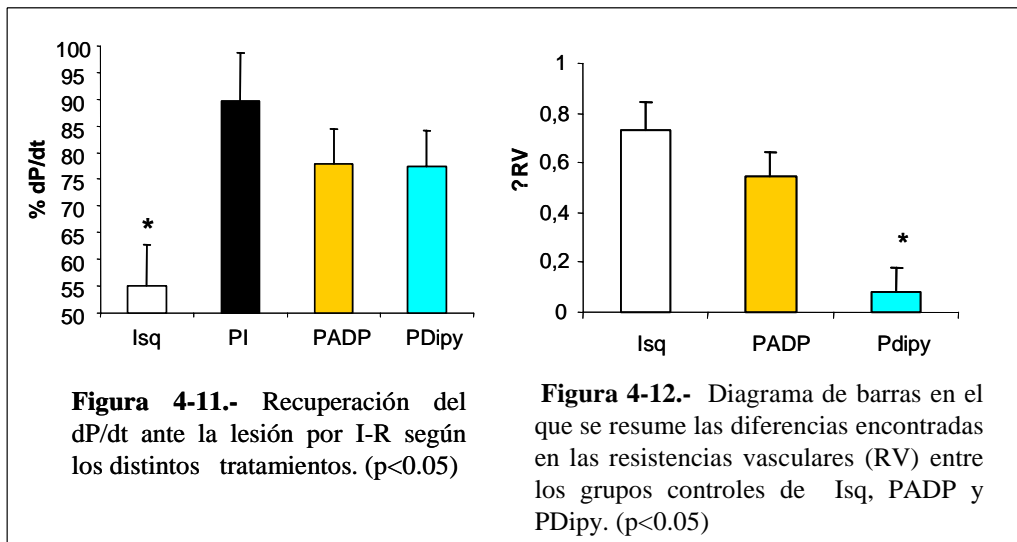 100
95
90
85
80
75
70
65
60
55
50
% dP/dt
*
Isq PI PADP PDipy
Figura 4-11.- Recuperación del
dP/dt ante la lesión por I-R según
los distintos tratamientos. (p<0.05)
1
0,8
0,6
0,4
0,2
0
?RV
*
Isq PADP Pdipy
Figura 4-12.- Diagrama de barras en el
que se resume las diferencias encontradas
en las resistencias vasculares (RV) entre
los grupos controles de Isq, PADP y
PDipy. (p<0.05)